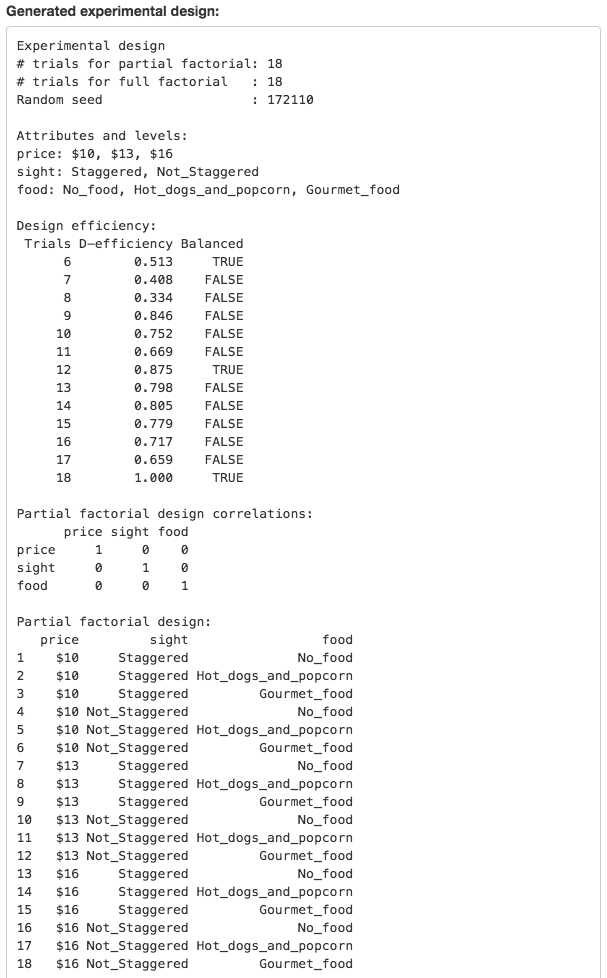 Generated experimental design:
Experimental design
# trials for partial factorial: 18
# trials for full factorial   : 18
Random seed                   : 172110
Attributes and levels:
price: $10, $13, $16
sight: Staggered, Not_Staggered
food: No_food, Hot_dogs_and_popcorn, Gourmet_food
Design efficiency:
Trials D-efficiency Balanced
6        0.513     TRUE
7        0.408    FALSE
8        0.334    FALSE
9        0.846    FALSE
10        0.752    FALSE
11        0.669    FALSE
12        0.875     TRUE
13        0.798    FALSE
14        0.805    FALSE
15        0.779    FALSE
16        0.717    FALSE
17        0.659    FALSE
18        1.000     TRUE
Partial factorial design correlations:
price sight food
price     1     0    0
sight     0     1    0
food      0     0    1
Partial factorial design:
price         sight                 food
1    $10     Staggered              No_food
2    $10     Staggered Hot_dogs_and_popcorn
3    $10     Staggered         Gourmet_food
4    $10 Not_Staggered              No_food
5    $10 Not_Staggered Hot_dogs_and_popcorn
6    $10 Not_Staggered         Gourmet_food
7    $13     Staggered              No_food
8    $13     Staggered Hot_dogs_and_popcorn
9    $13     Staggered         Gourmet_food
10   $13 Not_Staggered              No_food
11   $13 Not_Staggered Hot_dogs_and_popcorn
12   $13 Not_Staggered         Gourmet_food
13   $16     Staggered              No_food
14   $16     Staggered Hot_dogs_and_popcorn
15   $16     Staggered         Gourmet_food
16   $16 Not_Staggered              No_food
17   $16 Not_Staggered Hot_dogs_and_popcorn
18   $16 Not_Staggered         Gourmet_food